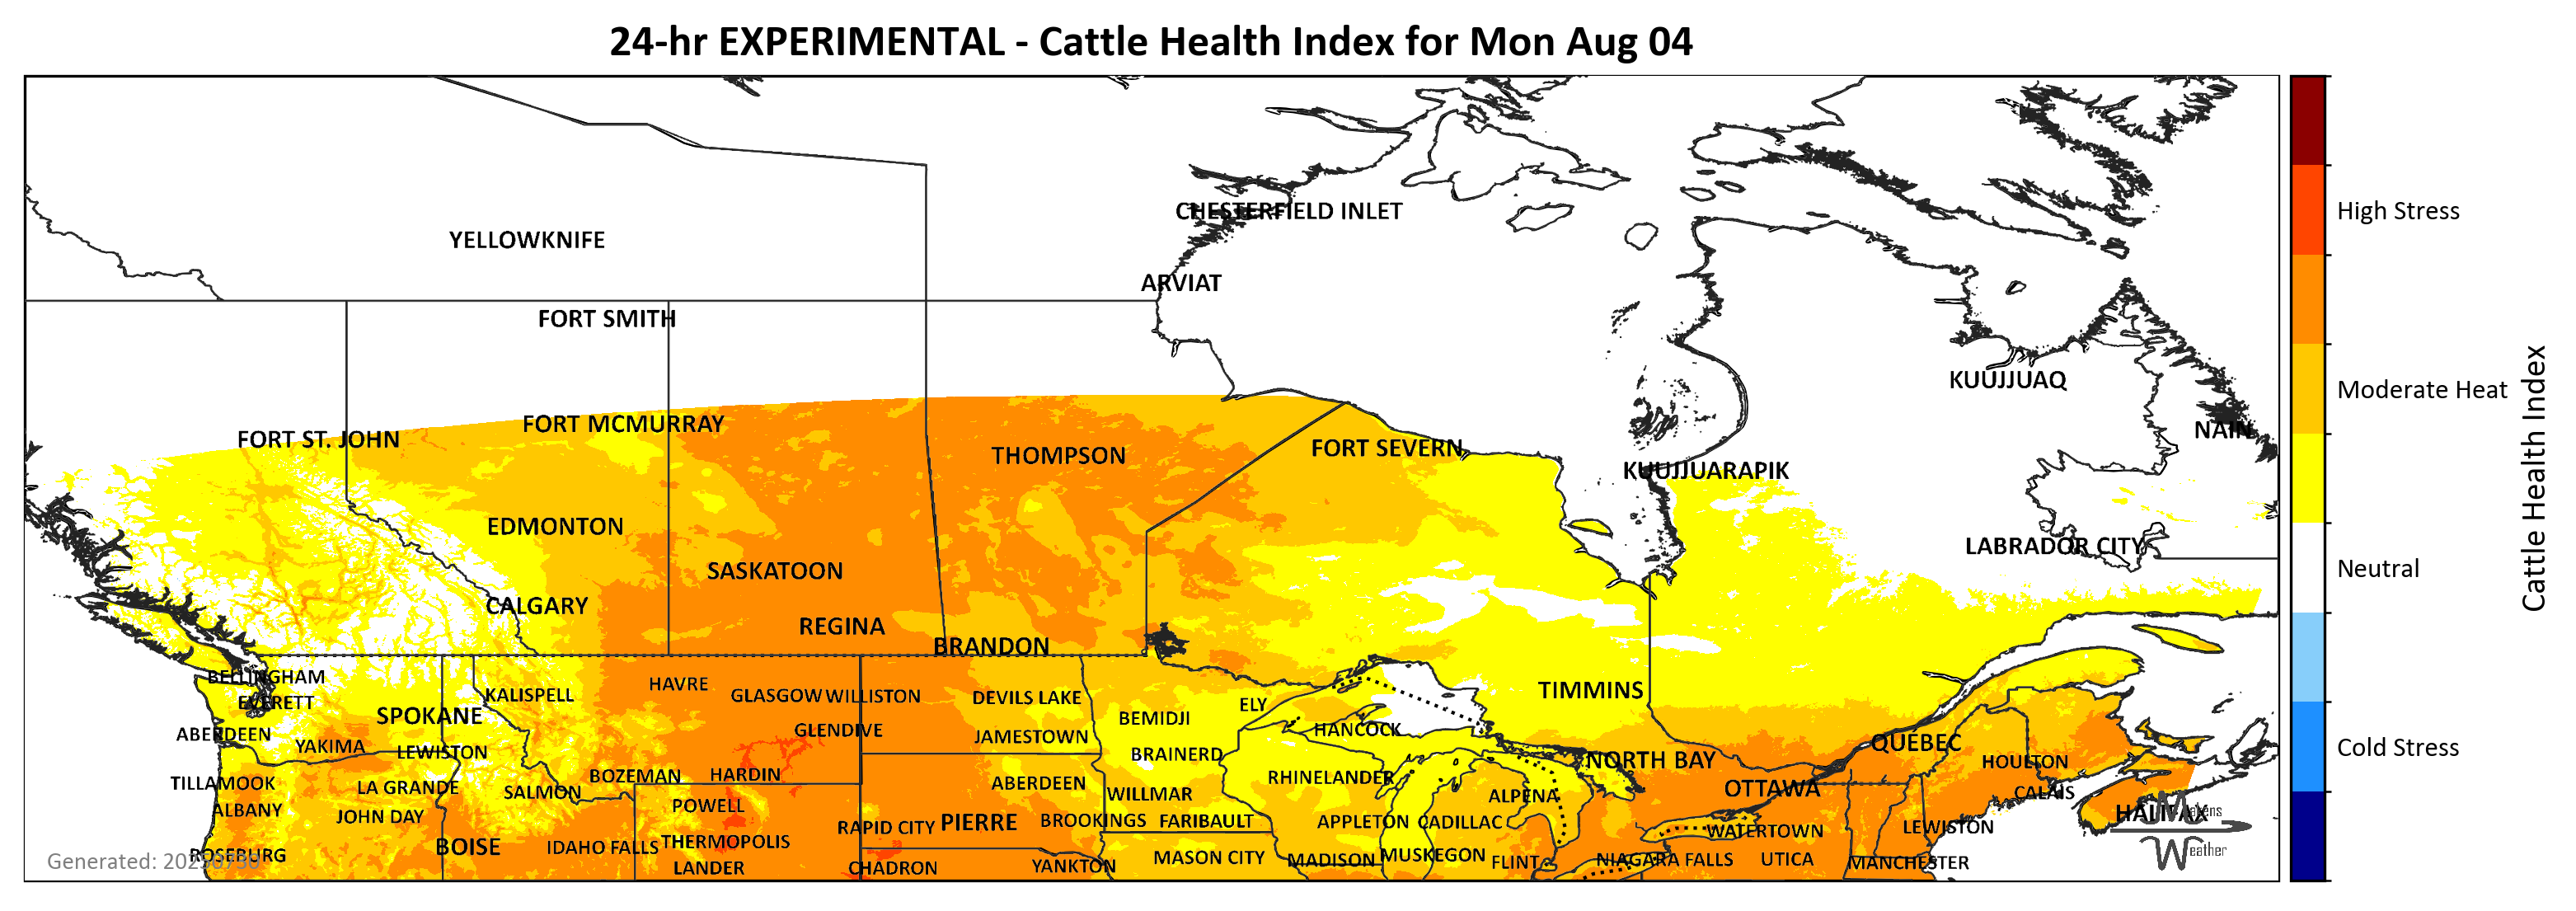 24-hr EXPERIMENTAL - Cattle Health Index for Mon Aug 04
CHESTERFIELD INLET
High Stress
YELLOWKNIFE
ARVIAT
FORT SMITH
KUUJJUAQ
Moderate Heat
FORT MCMURRAY
NAIN
FORT ST. JOHN
FORT SEVERN
THOMPSON
KUUJJUARAPIK
Cattle Health Index
EDMONTON
LABRADOR CITY
SASKATOON
Neutral
CALGARY
REGINA
BRANDON
BELLINGHAM
HAVRE
KALISPELL
GLASGOW
WILLISTON
DEVILS LAKE
TIMMINS
EVERETT
ELY
SPOKANE
BEMIDJI
ABERDEEN
GLENDIVE
JAMESTOWN
HANCOCK
QUEBEC
YAKIMA
LEWISTON
BRAINERD
NORTH BAY
HOULTON
Cold Stress
TILLAMOOK
LA GRANDE
BOZEMAN
HARDIN
ABERDEEN
RHINELANDER
OTTAWA
SALMON
WILLMAR
ALPENA
CALAIS
ALBANY
JOHN DAY
POWELL
HALIFAX
Makens
RAPID CITY
PIERRE
BROOKINGS
FARIBAULT
APPLETON
CADILLAC
WATERTOWN
LEWISTON
BOISE
IDAHO FALLS
THERMOPOLIS
Weather
ROSEBURG
MASON CITY
MADISON
MUSKEGON
FLINT
NIAGARA FALLS
UTICA
MANCHESTER
Generated: 20250730
LANDER
CHADRON
YANKTON